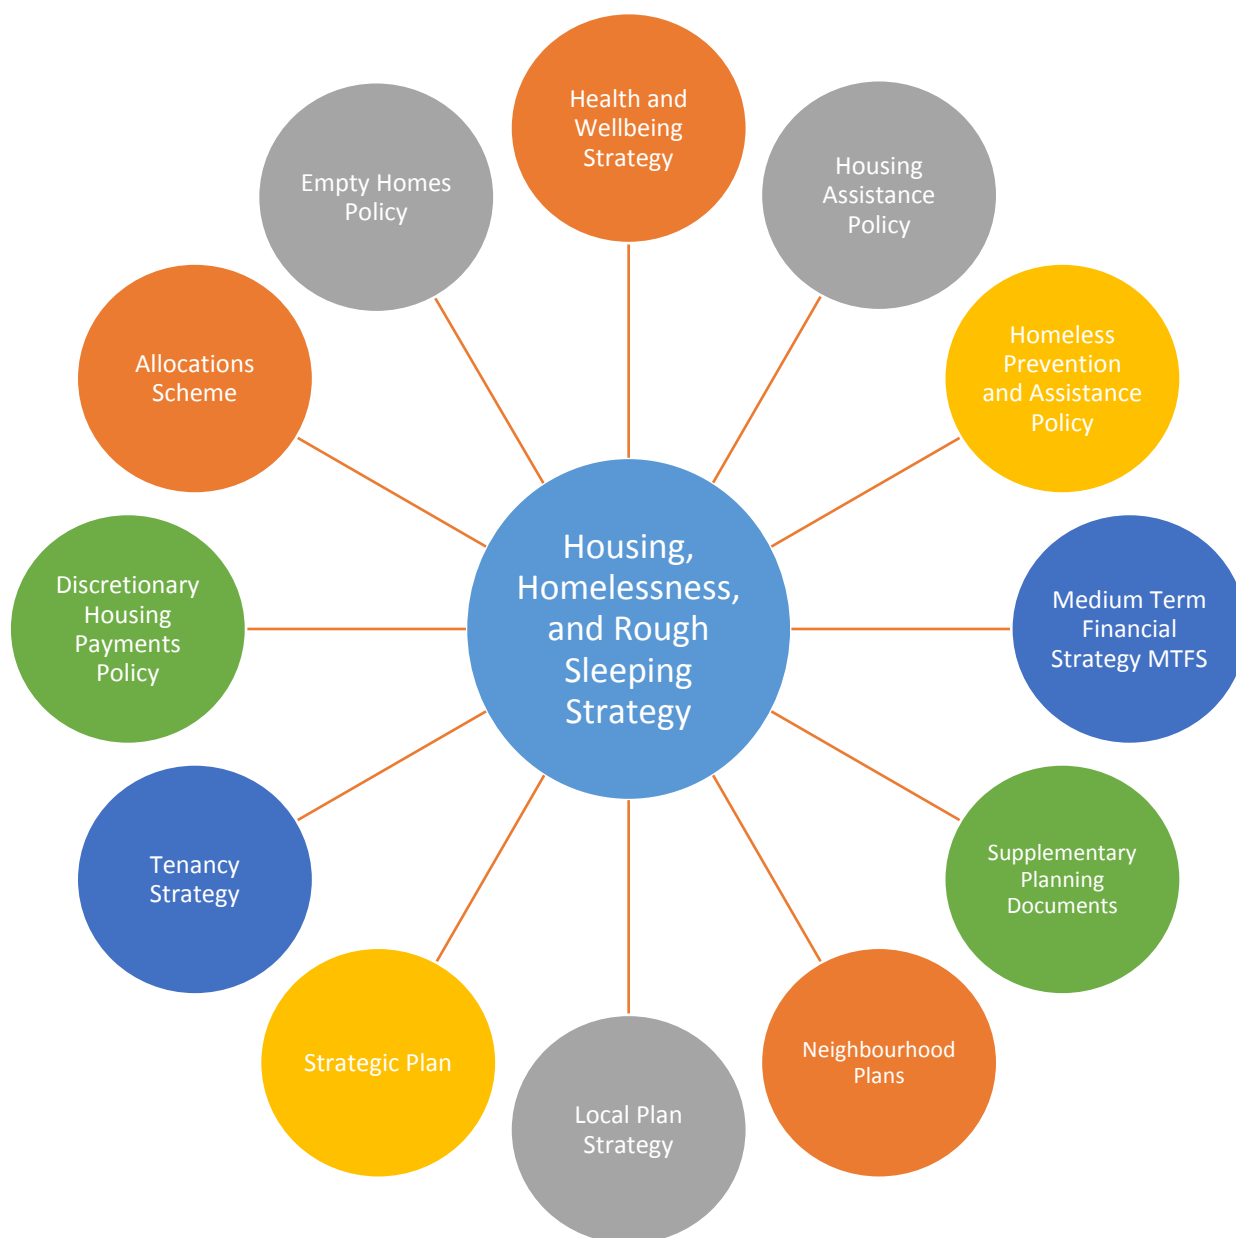 Health and
Wellbeing
Strategy
Housing
Assistance
Policy
Homeless
Prevention
and Assistance
Policy
Medium Term
Financial
Strategy MTFS
Supplementary
Planning
Documents
Neighbourhood
Plans
Local Plan
Strategy
Strategic Plan
Tenancy
Strategy
Discretionary
Housing
Payments
Policy
Allocations
Scheme
Empty Homes
Policy
Housing,
Homelessness,
and Rough
Sleeping
Strategy